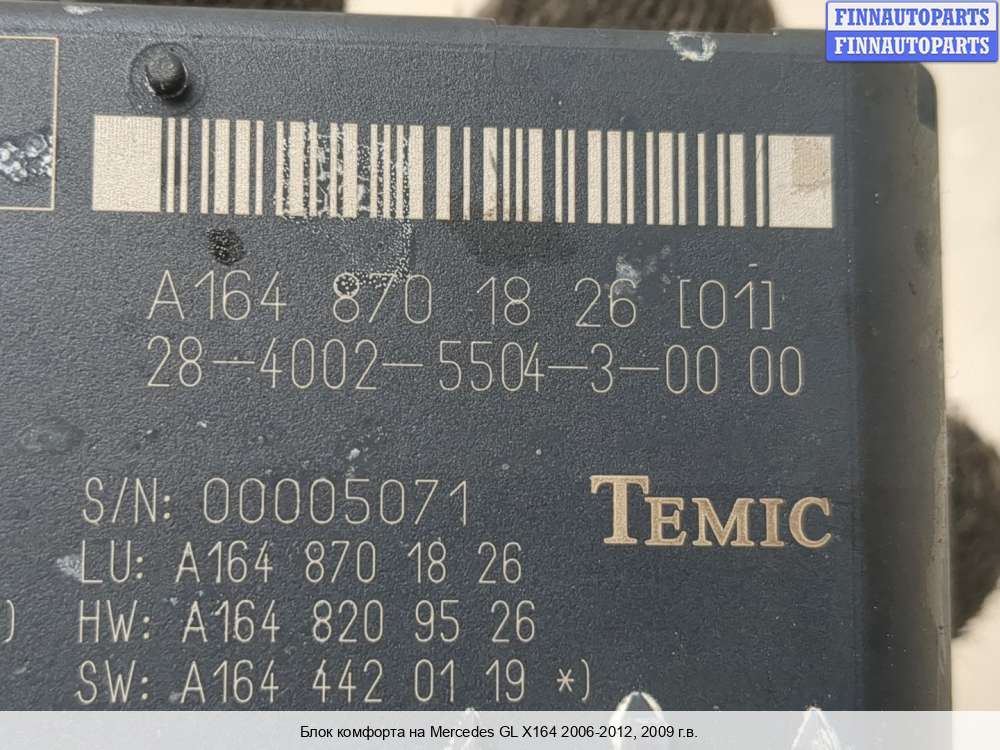 FINNAUTOPARTS
FINNAUTOPARTS
A164 870 18 26 [01]
28-4002-5504-3-00 00
S/N: 00005071
TEMIC
LU: A164 870 18 26
) HW: A164 820 95 26
SW: A164 442 01 19 *)
Блок комфорта на Mercedes GL X164 2006-2012, 2009 г.в.